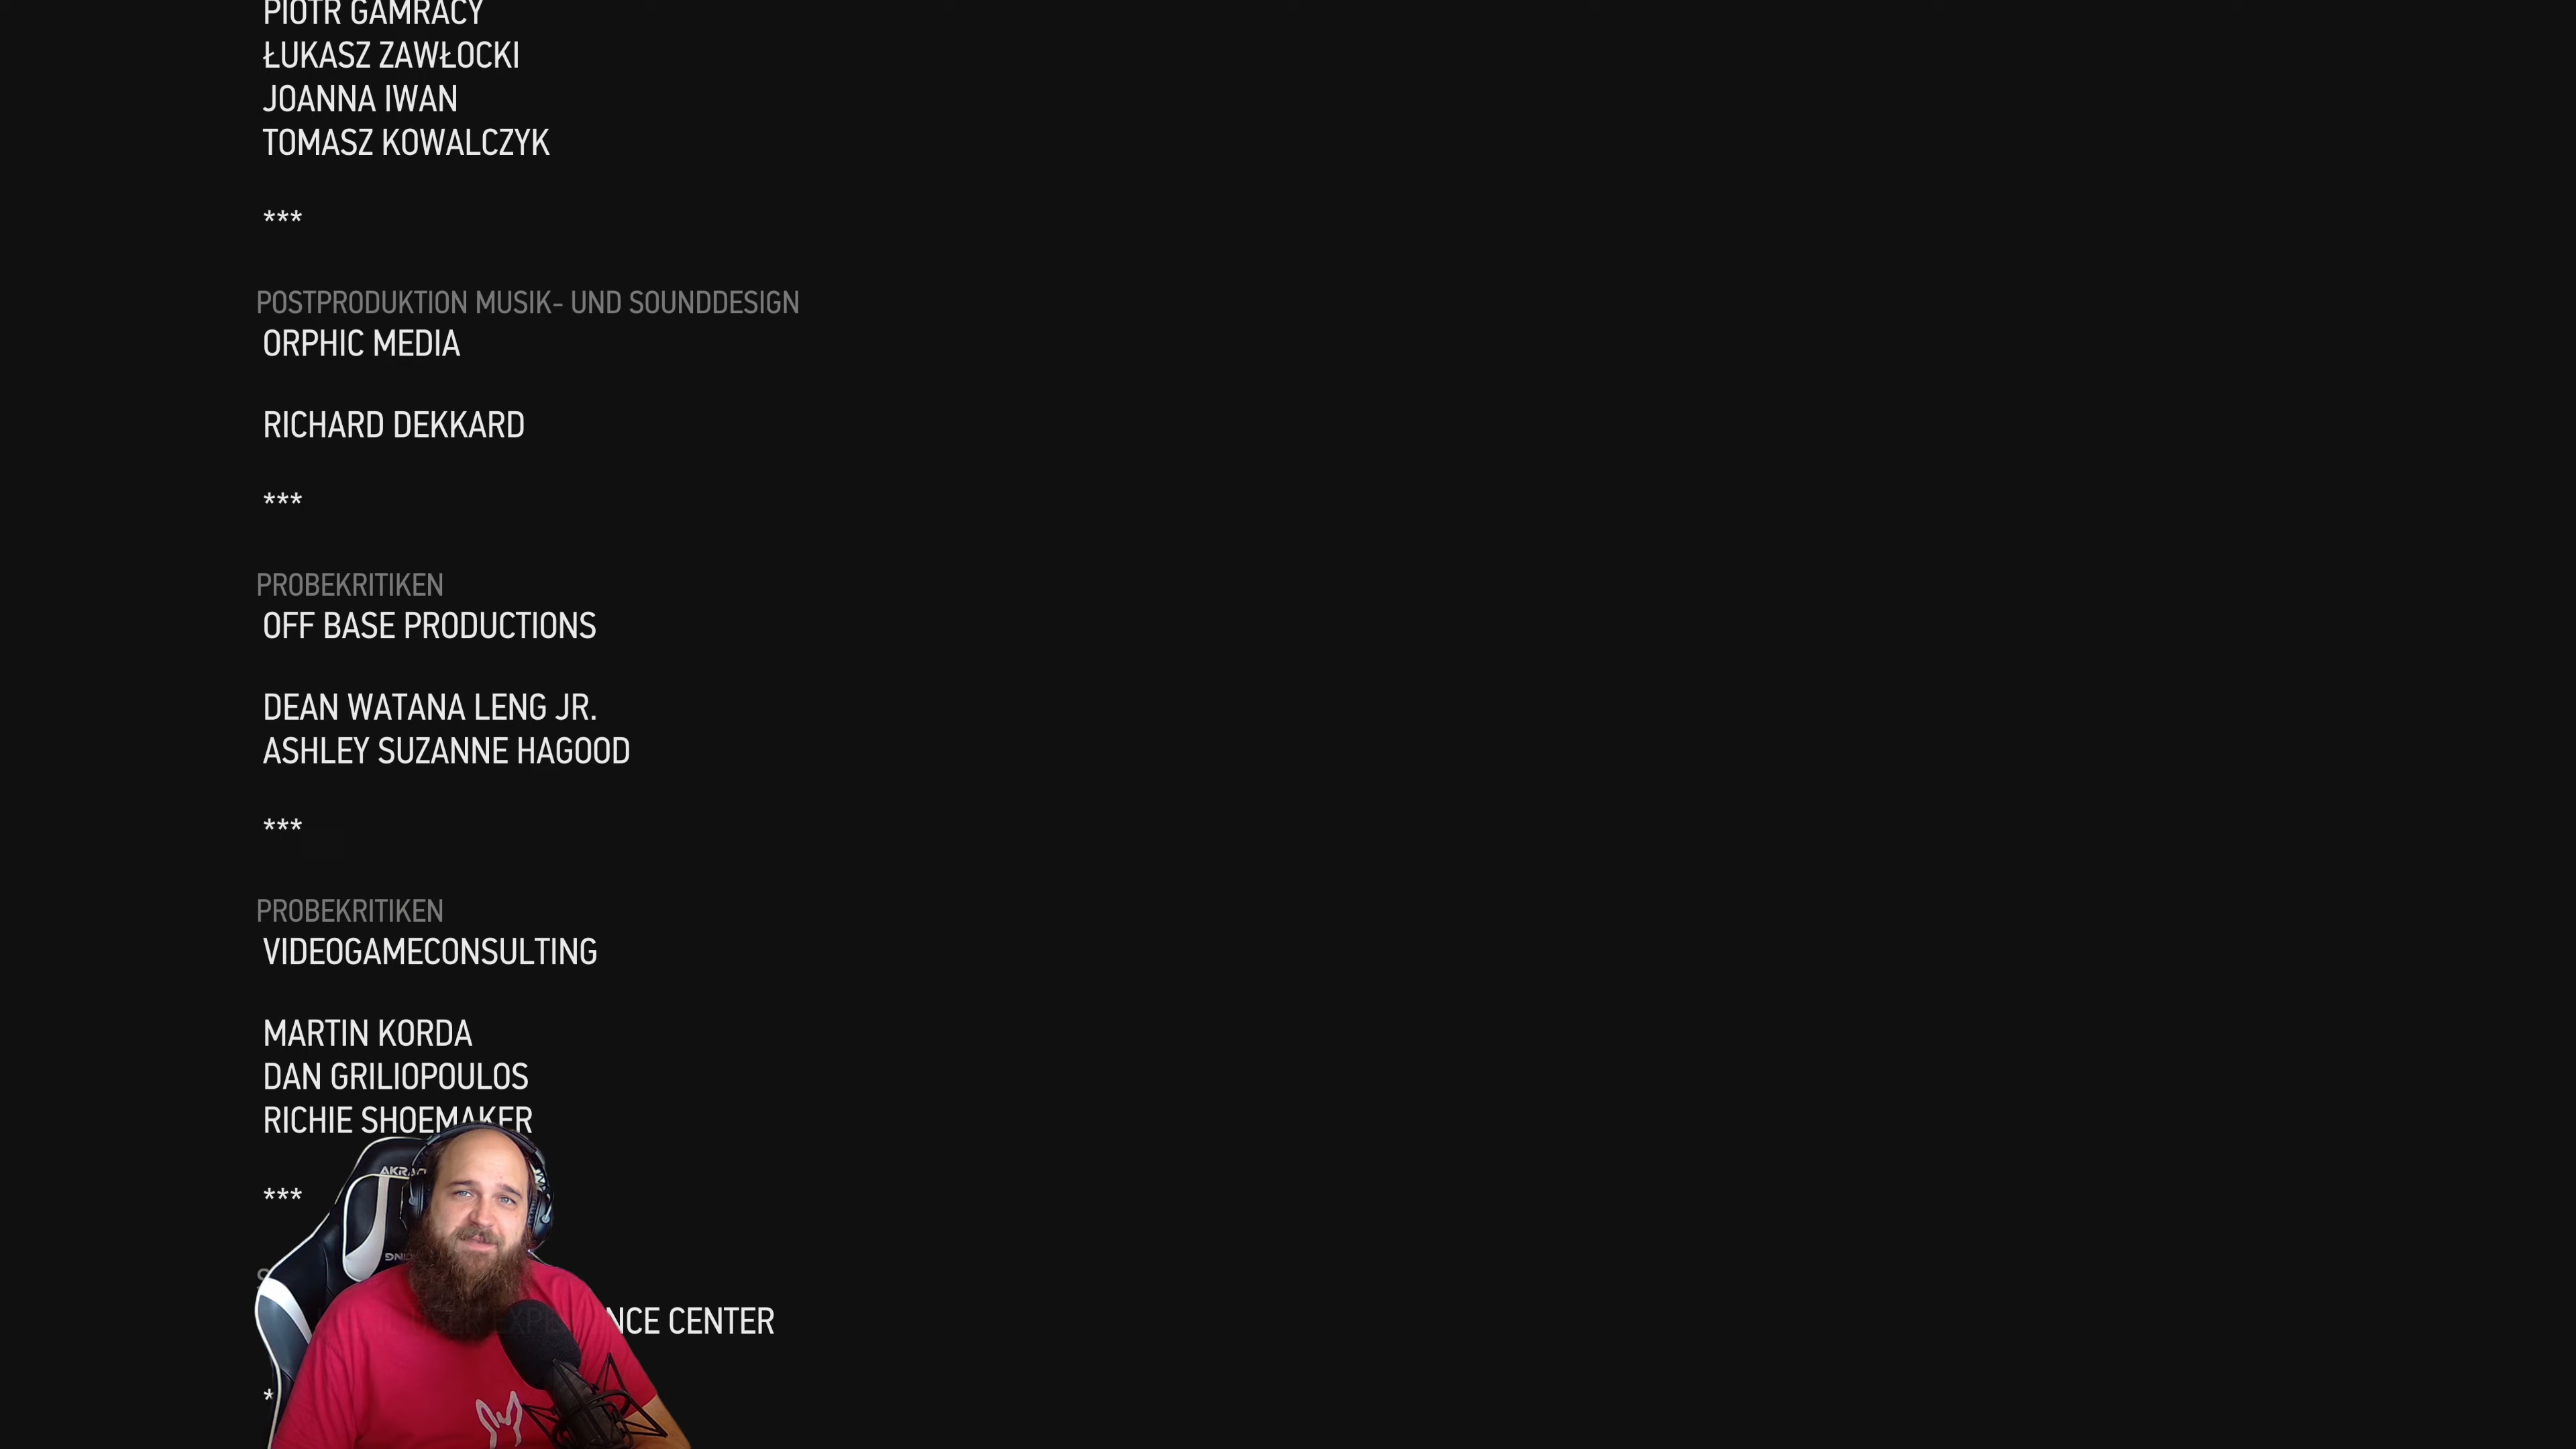 PIOTR GAMRACY
ŁUKASZ ZAWŁOCKI
JOANNA IWAN
TOMASZ KOWALCZYK
***
POSTPRODUKTION MUSIK- UND SOUNDDESIGN
ORPHIC MEDIA
RICHARD DEKKARD
***
PROBEKRITIKEN
OFF BASE PRODUCTIONS
DEAN WATANA LENG JR.
ASHLEY SUZANNE HAGOOD
***
PROBEKRITIKEN
VIDEOGAMECONSULTING
MARTIN KORDA
DAN GRILIOPOULOS
RICHIE SHOEMAKER
***
CENTER
*